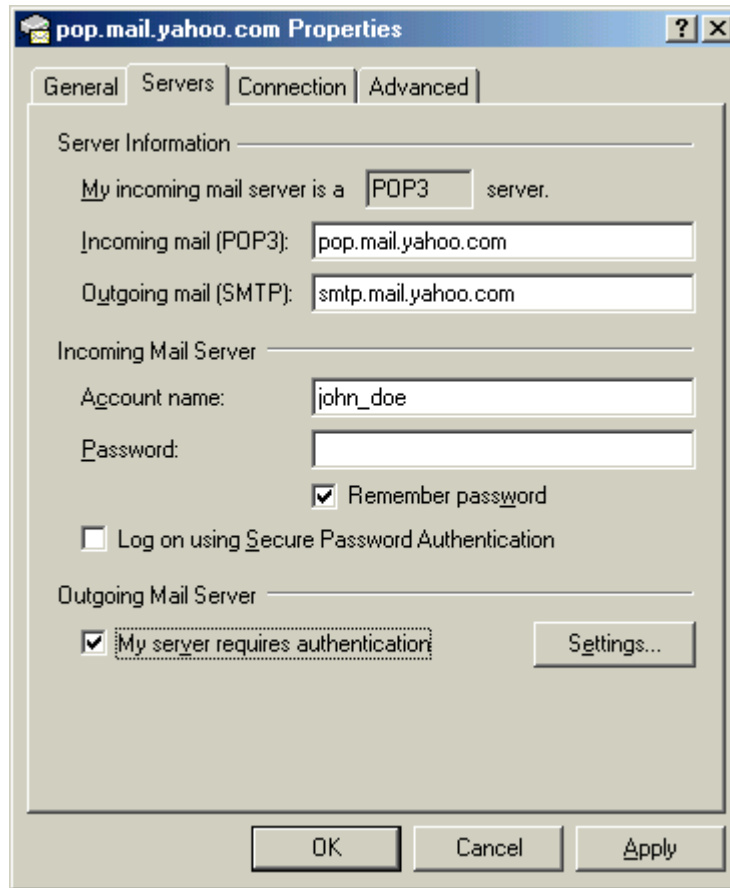 pop.mail.yahoo.com Properties
General Servers Connection Advanced
Server Information
My incoming mail server is a POP3 server.
Incoming mail (POP3): pop.mail.yahoo.com
Outgoing mail (SMTP): smtp.mail.yahoo.com
Incoming Mail Server
Account name: john_doe
Password:
Remember password
Log on using Secure Password Authentication
Outgoing Mail Server
My server requires authentication Settings...
OK Cancel Apply